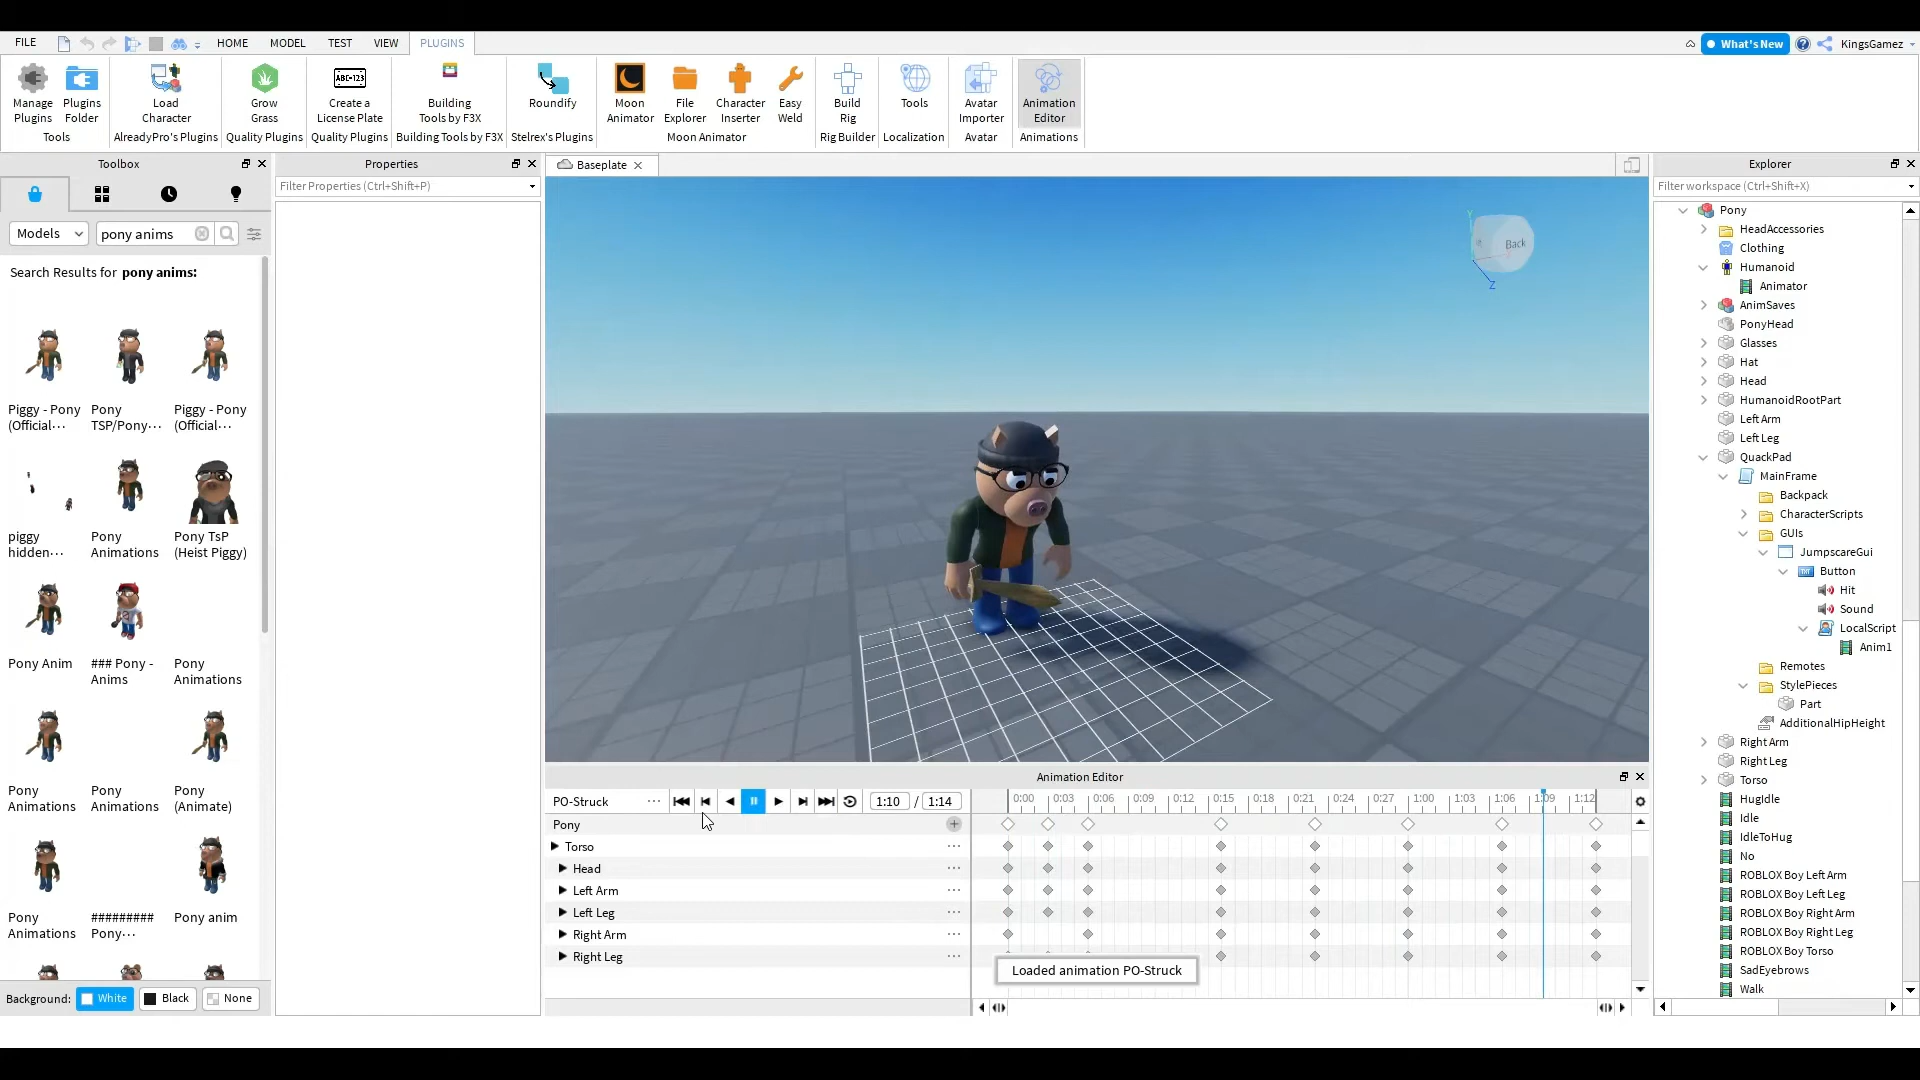 FILE
HOME
MODEL
TEST
VIEW
PLUGINS
What's New
KingsGamez
Manage Plugins
Plugins Folder
Load Character
Grow Grass
ABC-123
Create a License Plate
Building Tools by F3X
Roundify
Moon Animator
File Explorer
Character Inserter
Easy Weld
Build Rig
Tools
Avatar Importer
Animation Editor
Tools
AlreadyPro's Plugins
Quality Plugins
Quality Plugins
Building Tools by F3X
Stelrex's Plugins
Moon Animator
Rig Builder
Localization
Avatar
Animations
Toolbox
Models
pony anims
Search Results for pony anims:
Piggy - Pony (Official···
Pony TSP/Pony···
Piggy - Pony (Official···
piggy hidden···
Pony Animations
Pony TsP (Heist Piggy)
Pony Anim
### Pony - Anims
Pony Animations
Pony Animations
Pony Animations
Pony (Animate)
Pony Animations
######### Pony···
Pony anim
Background:
White
Black
None
Properties
Filter Properties (Ctrl+Shift+P)
Baseplate
Y
Back
Z
Animation Editor
PO-Struck
1:10 / 1:14
0:00
0:03
0:06
0:09
0:12
0:15
0:18
0:21
0:24
0:27
1:00
1:03
1:06
1:09
1:12
Pony
Torso
Head
Left Arm
Left Leg
Right Arm
Right Leg
Loaded animation PO-Struck
Explorer
Filter workspace (Ctrl+Shift+X)
Pony
HeadAccessories
Clothing
Humanoid
Animator
AnimSaves
PonyHead
Glasses
Hat
Head
HumanoidRootPart
Left Arm
Left Leg
QuackPad
MainFrame
Backpack
CharacterScripts
GUIs
JumpscareGui
Button
Hit
Sound
LocalScript
Anim1
Remotes
StylePieces
Part
AdditionalHipHeight
Right Arm
Right Leg
Torso
HugIdle
Idle
IdleToHug
No
ROBLOX Boy Left Arm
ROBLOX Boy Left Leg
ROBLOX Boy Right Arm
ROBLOX Boy Right Leg
ROBLOX Boy Torso
SadEyebrows
Walk